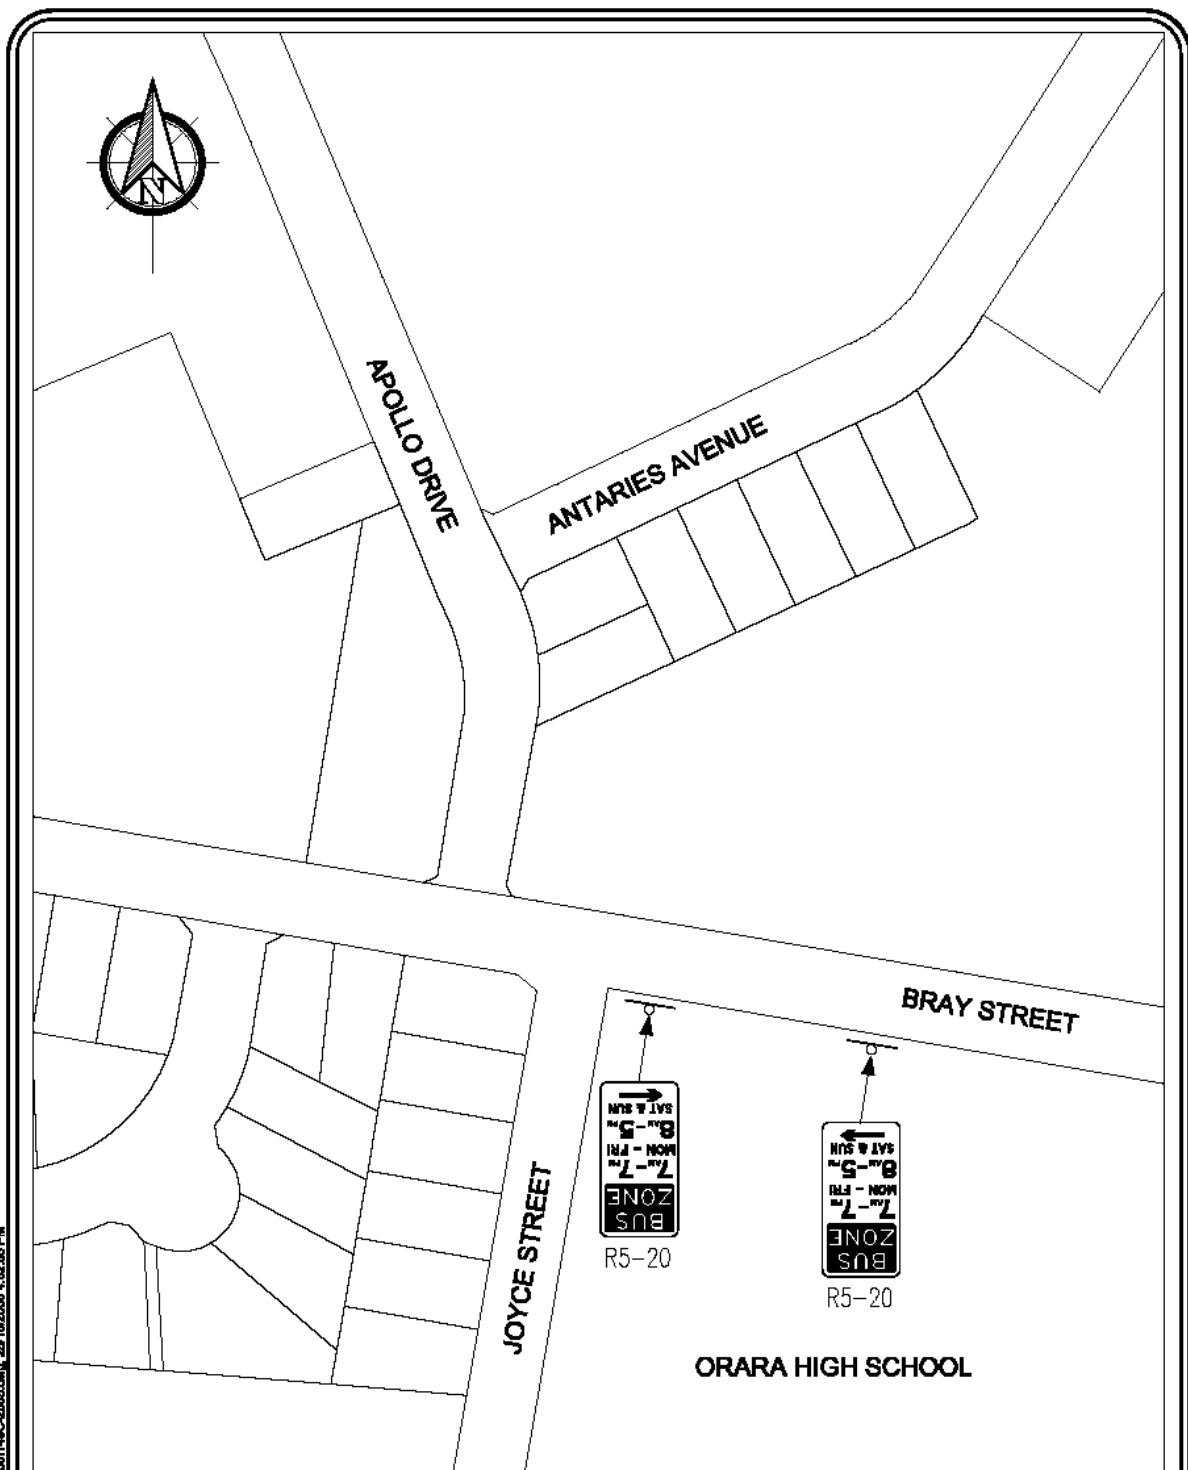 N
APOLLO DRIVE
ANTARIES AVENUE
BRAY STREET
JOYCE STREET
BUS
ZONE
7AM-7PM
MON - FRI
8AM-5PM
SAT & SUN
R5-20
BUS
ZONE
7AM-7PM
MON - FRI
8AM-5PM
SAT & SUN
R5-20
ORARA HIGH SCHOOL